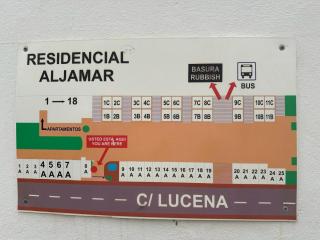 RESIDENCIAL
ALJAMAR
BASURA
RUBBISH
BUS
1 → 18
APARTAMENTOS
1C 2C 3C 4C 5C 6C 7C 8C 9C 10C 11C
1B 2B 3B 4B 5B 6B 7B 8B 9B 10B 11B
USTED ESTÁ AQUÍ
YOU ARE HERE
1 2 3 4 5 6 7 8 9 10 11 12 13 14 15 16 17 18 19 20 21 22 23 24 25
A A A A A A A A A A A A A A A A A A A A A A A A A
C/ LUCENA